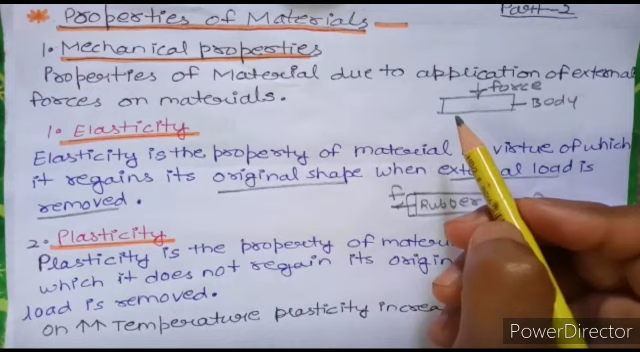 Part-2
* Properties of Materials
1. Mechanical properties
Properties of Material due to application of external
forces on materials.
force
Body
1. Elasticity
Elasticity is the property of material virtue of which
it regains its original shape when external load is
removed.
F
Rubber
2. Plasticity
Plasticity is the property of materi
which it does not regain its origin
load is removed.
on ↑↑ Temperature plasticity increa
PowerDirector